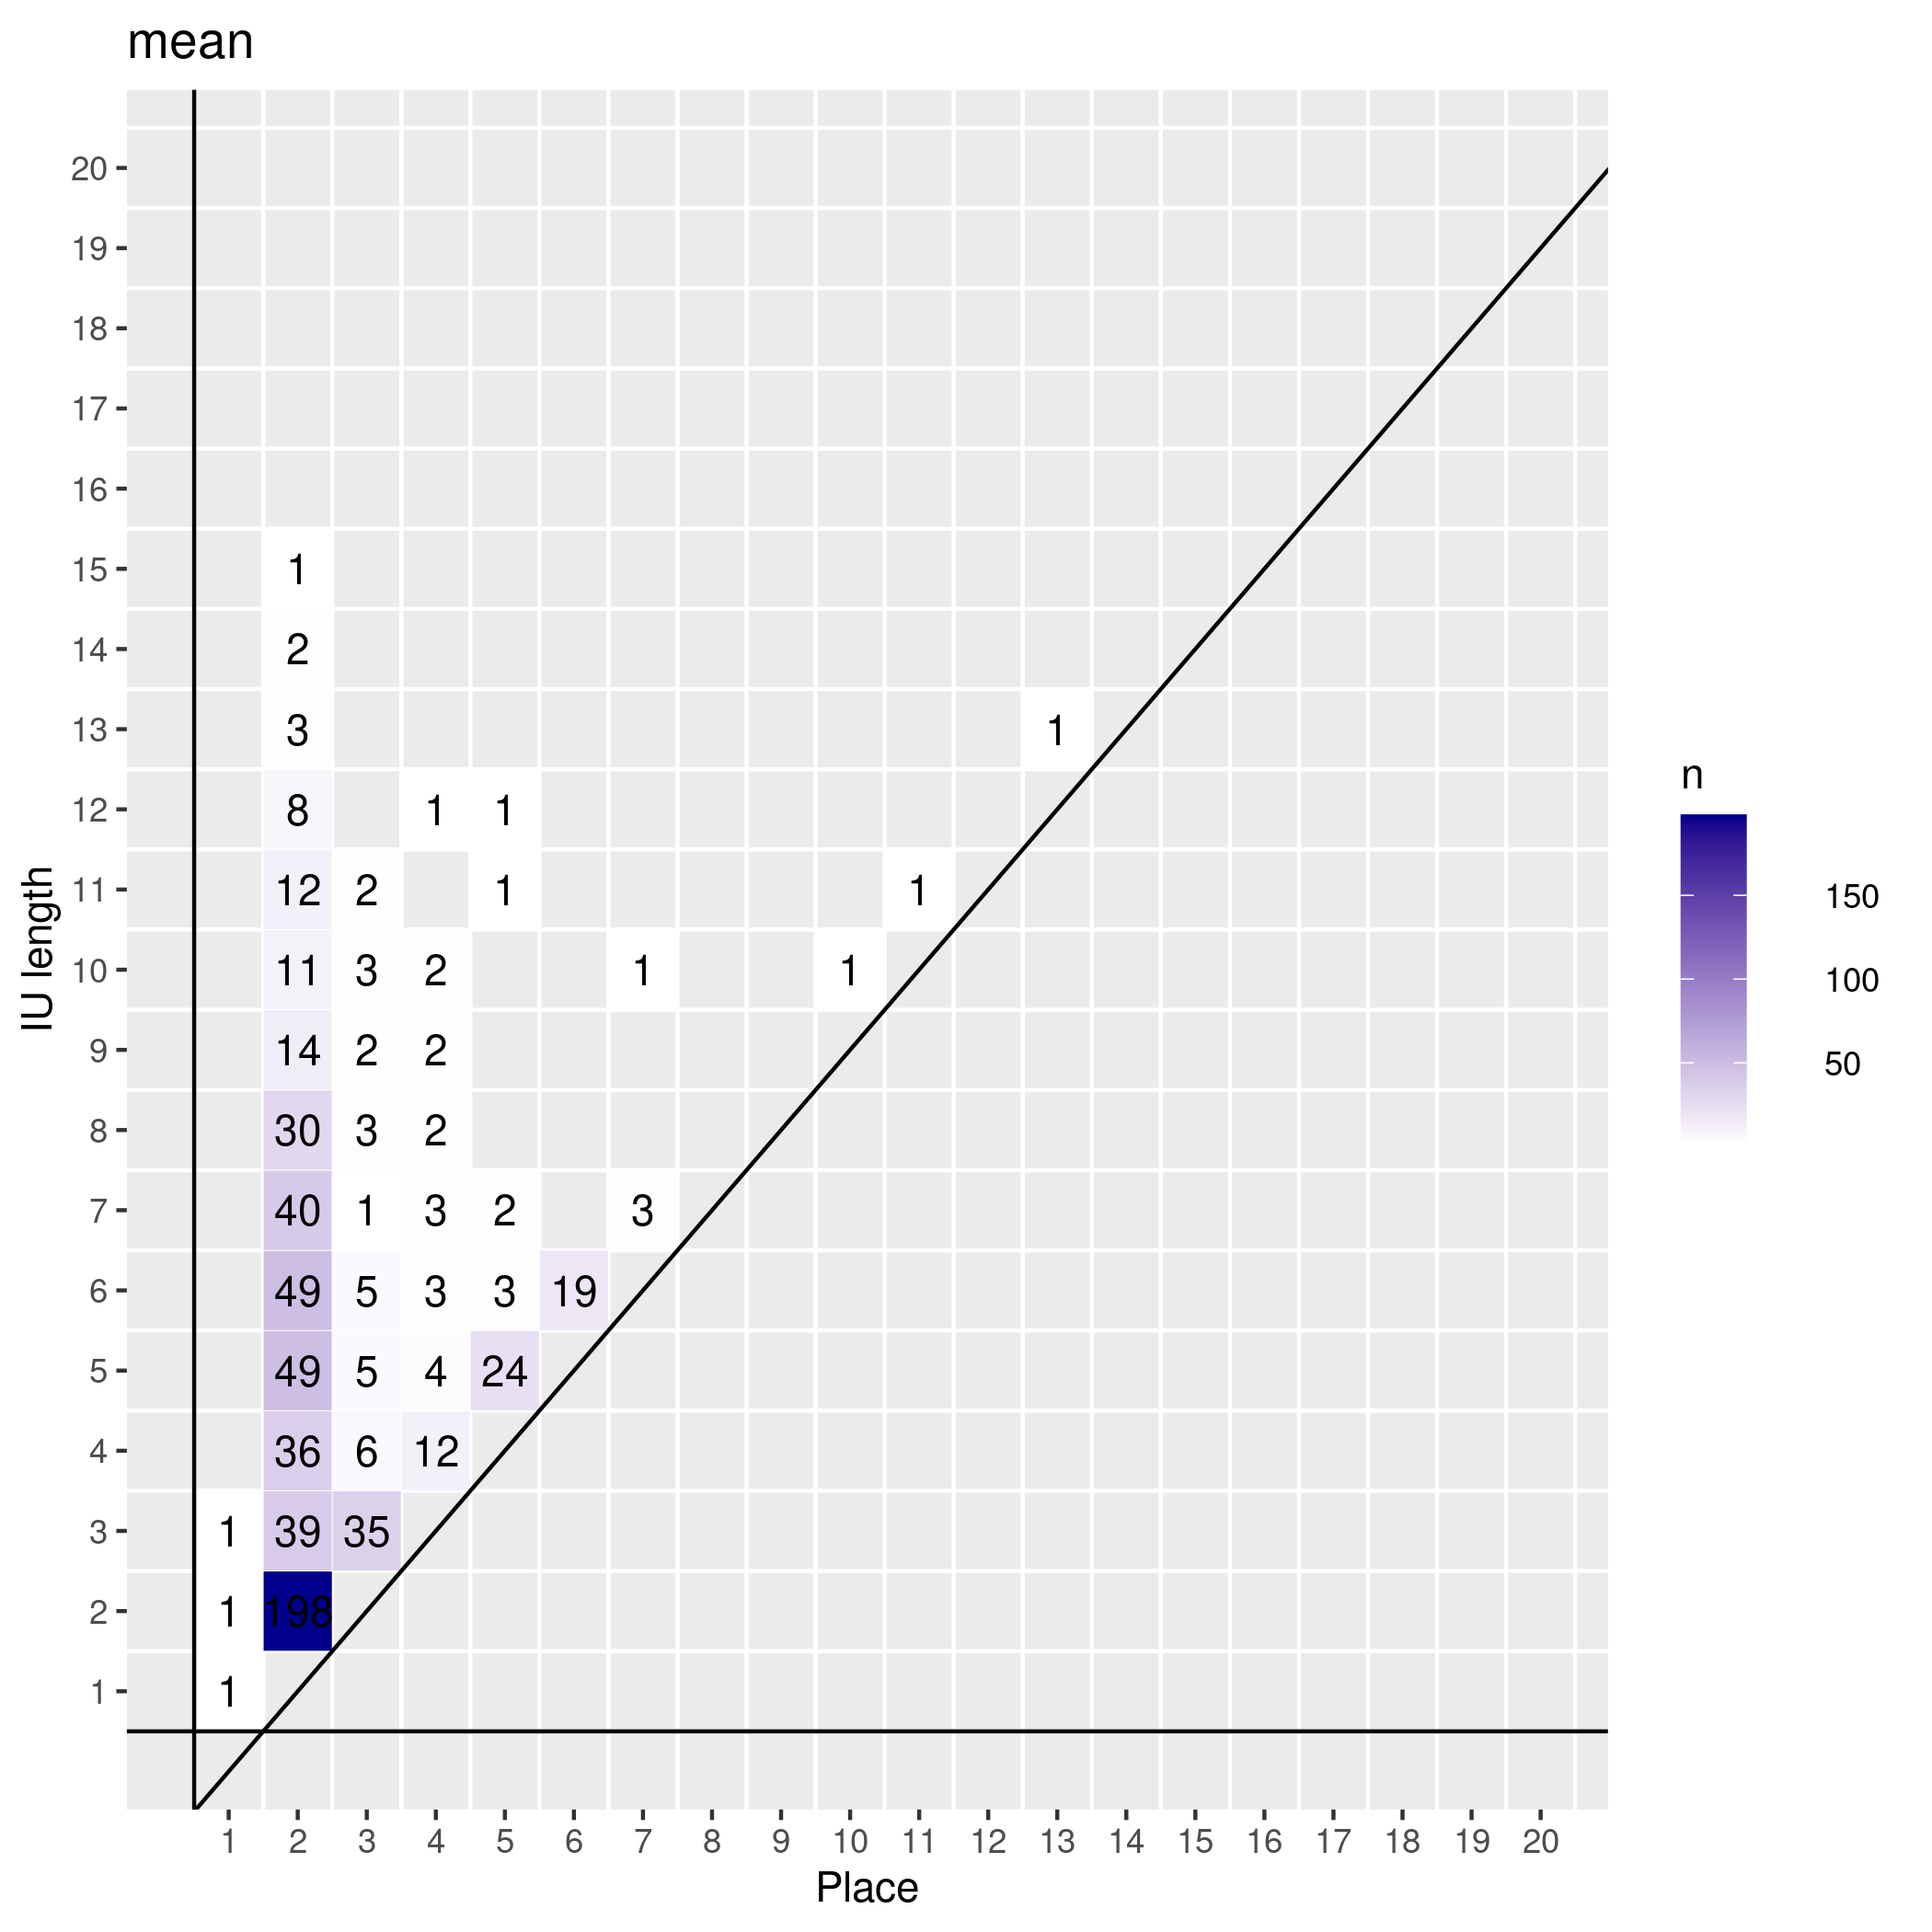 mean
20
19
18
17
16
15 1
14 2
13 3 1
12 8 1 1
11 12 2 1 1
10 11 3 2 1 1
9 14 2 2
8 30 3 2
7 40 1 3 2 3
6 49 5 3 3 19
5 49 5 4 24
4 36 6 12
3 1 39 35
2 1 198
1 1
1 2 3 4 5 6 7 8 9 10 11 12 13 14 15 16 17 18 19 20
Place
IU length
n
150
100
50